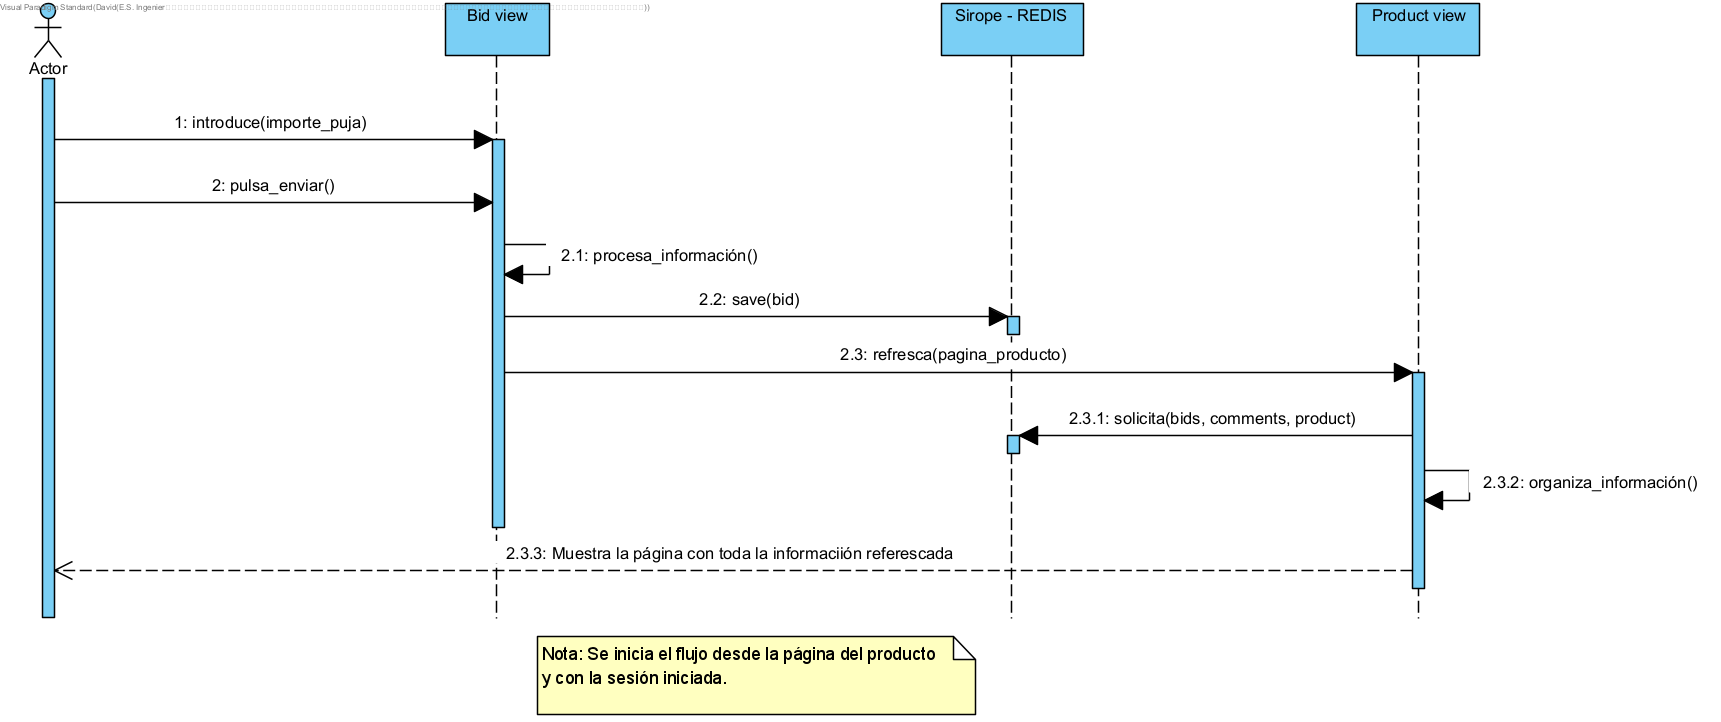 Visual Paradigm Standard(David(E.S. Ingenier
Bid view
Sirope - REDIS
Product view
Actor
1: introduce(importe_puja)
2: pulsa_enviar()
2.1: procesa_información()
2.2: save(bid)
2.3: refresca(pagina_producto)
2.3.1: solicita(bids, comments, product)
2.3.2: organiza_información()
2.3.3: Muestra la página con toda la informaciión referescada
Nota: Se inicia el flujo desde la página del producto
y con la sesión iniciada.